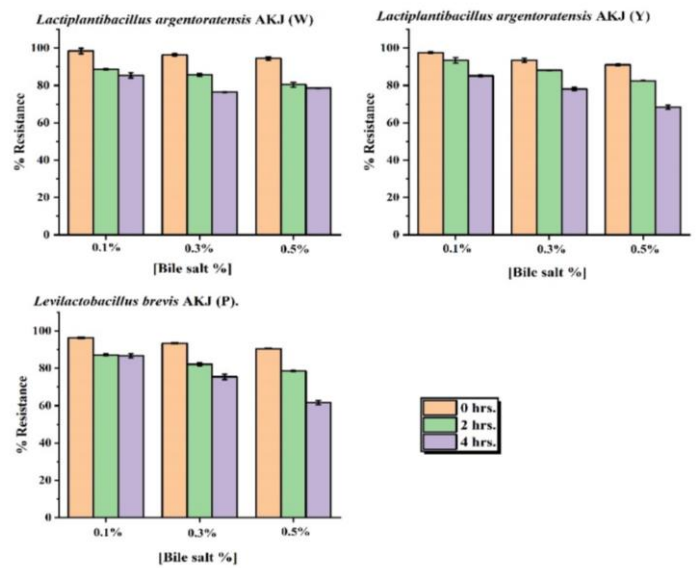 Lactiplantibacillus argentoratensis AKJ (W)
% Resistance
100
80
60
40
20
0
0.1%
0.3%
0.5%
[Bile salt %]
Lactiplantibacillus argentoratensis AKJ (Y)
% Resistance
100
80
60
40
20
0
0.1%
0.3%
0.5%
[Bile salt %]
Levilactobacillus brevis AKJ (P).
% Resistance
100
80
60
40
20
0
0.1%
0.3%
0.5%
[Bile salt %]
0 hrs.
2 hrs.
4 hrs.